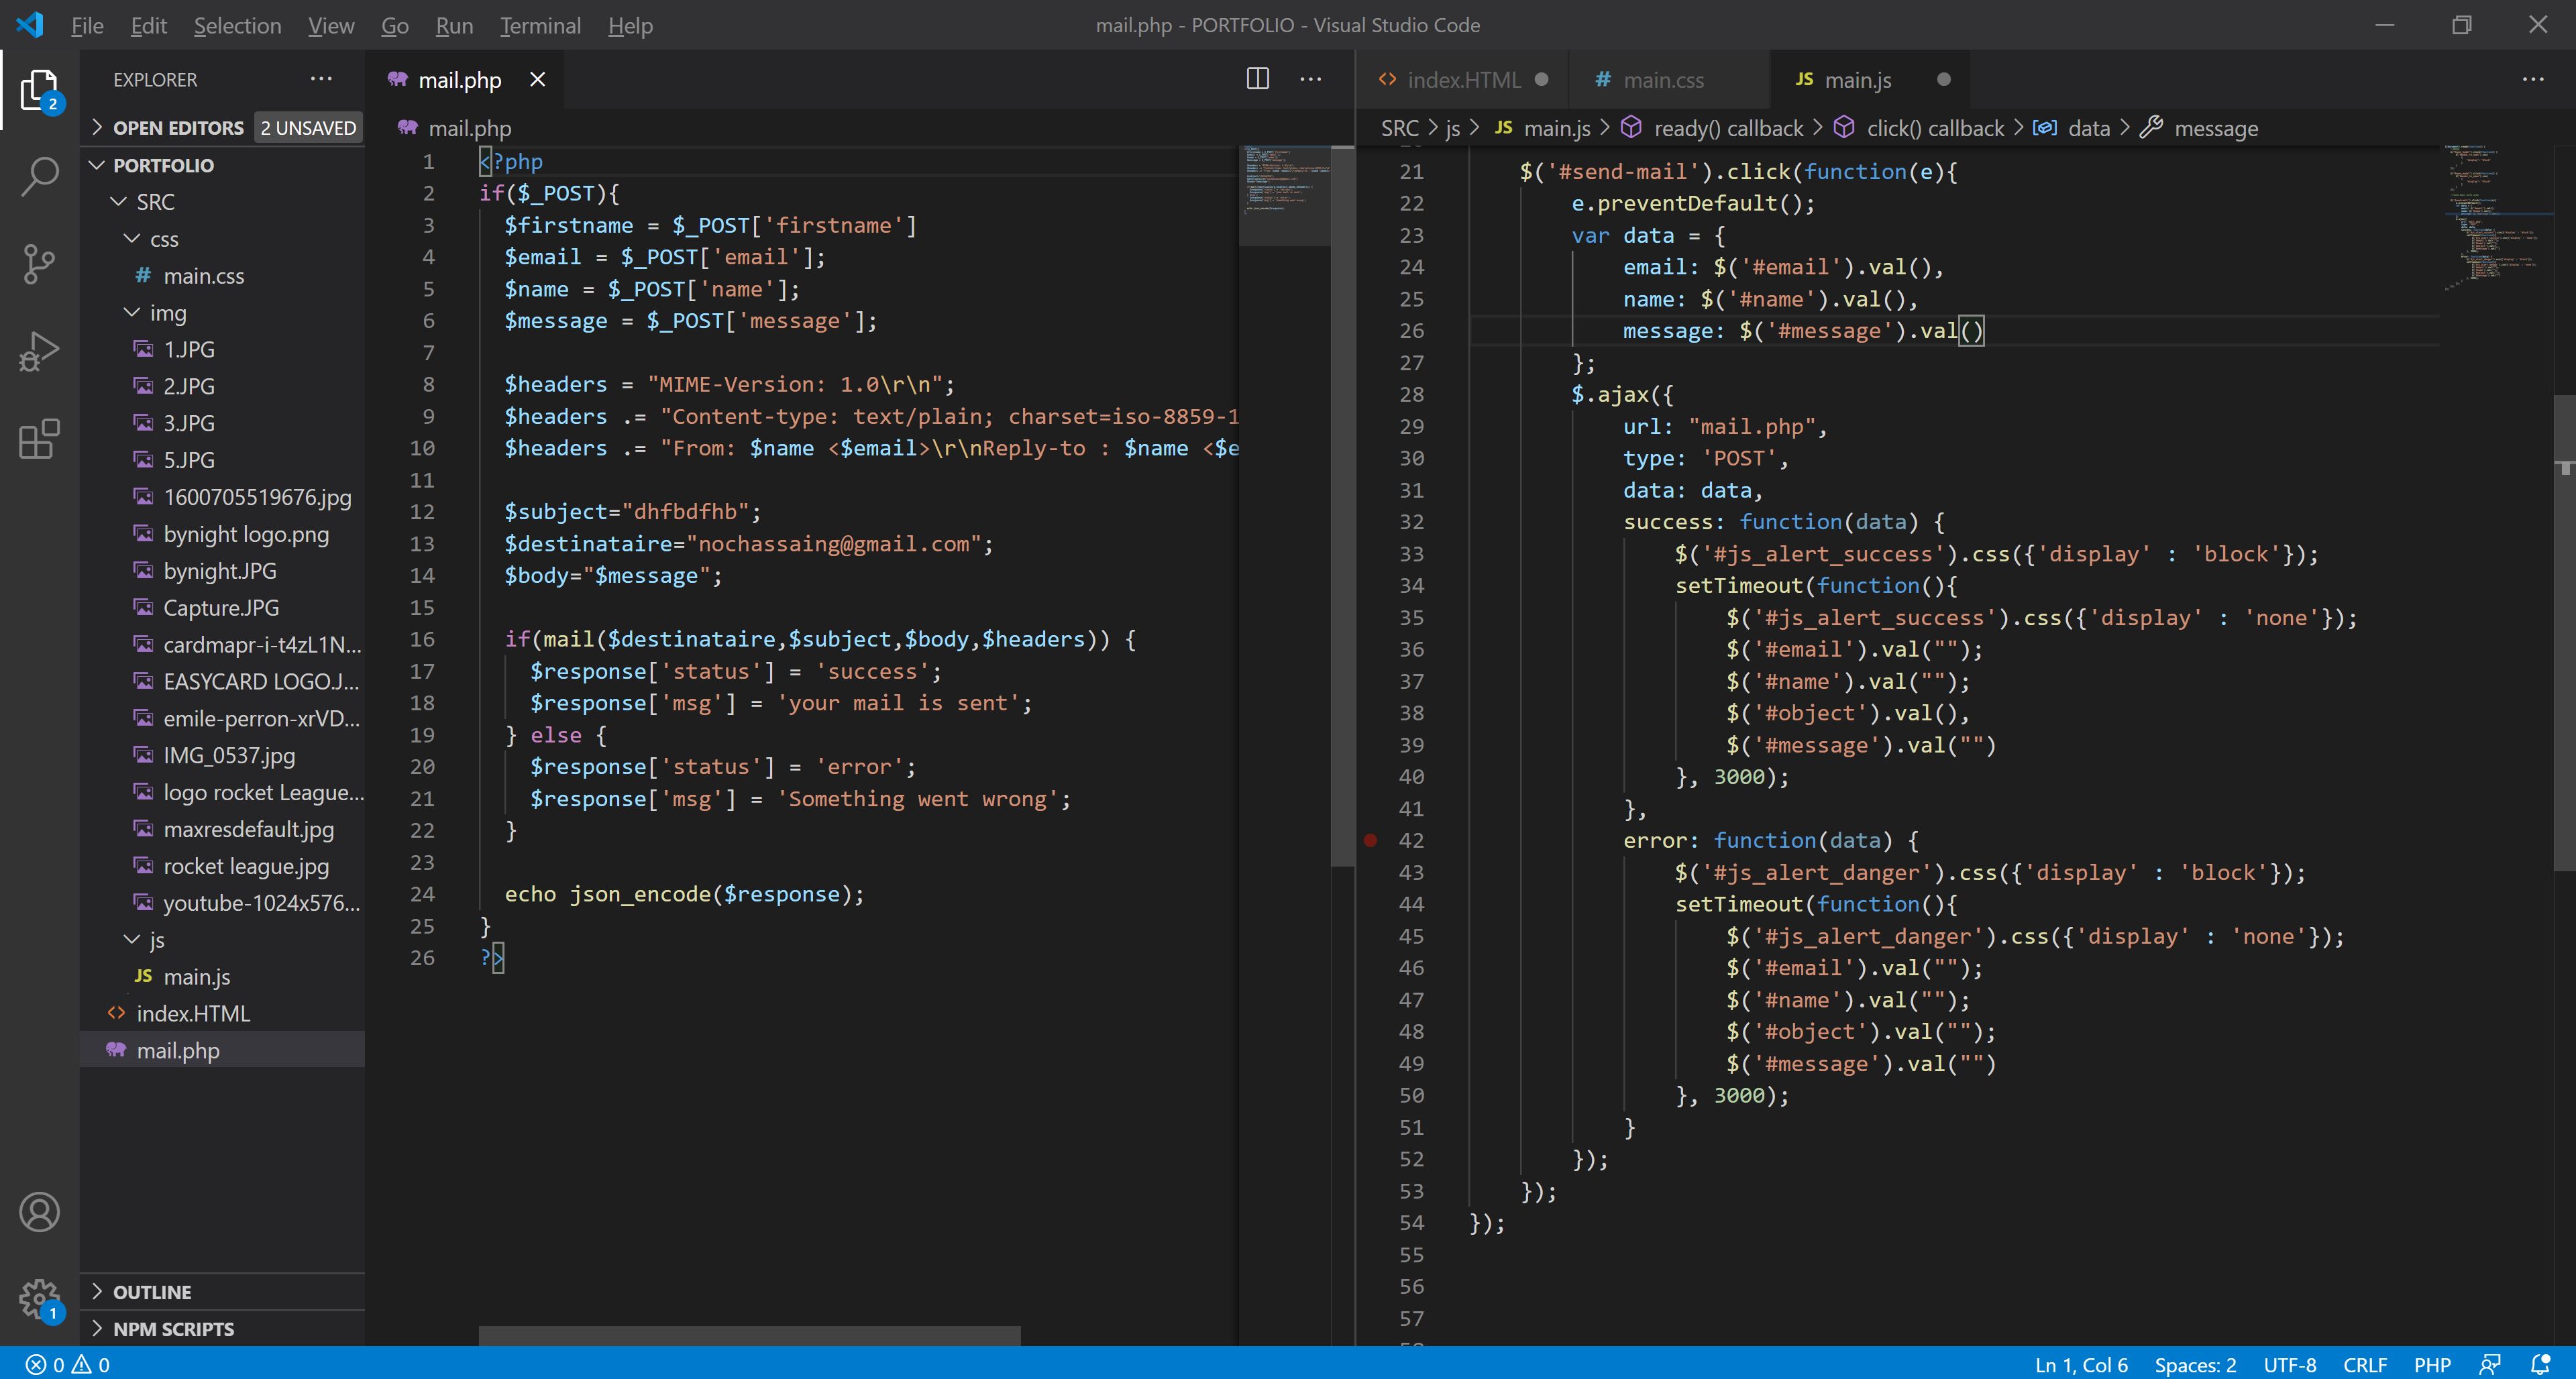 File Edit Selection View Go Run Terminal Help
mail.php - PORTFOLIO - Visual Studio Code
EXPLORER
2
OPEN EDITORS 2 UNSAVED
PORTFOLIO
SRC
css
# main.css
img
1.JPG
2.JPG
3.JPG
5.JPG
1600705519676.jpg
bynight logo.png
bynight.JPG
Capture.JPG
cardmapr-i-t4zL1N...
EASYCARD LOGO.J...
emile-perron-xrVD...
IMG_0537.jpg
logo rocket League...
maxresdefault.jpg
rocket league.jpg
youtube-1024x576...
js
JS main.js
<> index.HTML
mail.php
OUTLINE
NPM SCRIPTS
1
mail.php
mail.php
1 <?php
2 if($_POST){
3 $firstname = $_POST['firstname']
4 $email = $_POST['email'];
5 $name = $_POST['name'];
6 $message = $_POST['message'];
7
8 $headers = "MIME-Version: 1.0\r\n";
9 $headers .= "Content-type: text/plain; charset=iso-8859-1
10 $headers .= "From: $name <$email>\r\nReply-to : $name <$e
11
12 $subject="dhfbdfhb";
13 $destinataire="nochassaing@gmail.com";
14 $body="$message";
15
16 if(mail($destinataire,$subject,$body,$headers)) {
17 $response['status'] = 'success';
18 $response['msg'] = 'your mail is sent';
19 } else {
20 $response['status'] = 'error';
21 $response['msg'] = 'Something went wrong';
22 }
23
24 echo json_encode($response);
25 }
26 ?>
<> index.HTML # main.css JS main.js
SRC > js > JS main.js > ready() callback > click() callback > data > message
21 $('#send-mail').click(function(e){
22 e.preventDefault();
23 var data = {
24 email: $('#email').val(),
25 name: $('#name').val(),
26 message: $('#message').val()
27 };
28 $.ajax({
29 url: "mail.php",
30 type: 'POST',
31 data: data,
32 success: function(data) {
33 $('#js_alert_success').css({'display' : 'block'});
34 setTimeout(function(){
35 $('#js_alert_success').css({'display' : 'none'});
36 $('#email').val("");
37 $('#name').val("");
38 $('#object').val(),
39 $('#message').val("")
40 }, 3000);
41 },
42 error: function(data) {
43 $('#js_alert_danger').css({'display' : 'block'});
44 setTimeout(function(){
45 $('#js_alert_danger').css({'display' : 'none'});
46 $('#email').val("");
47 $('#name').val("");
48 $('#object').val("");
49 $('#message').val("")
50 }, 3000);
51 }
52 });
53 });
54 });
55
56
57
0 0
Ln 1, Col 6 Spaces: 2 UTF-8 CRLF PHP